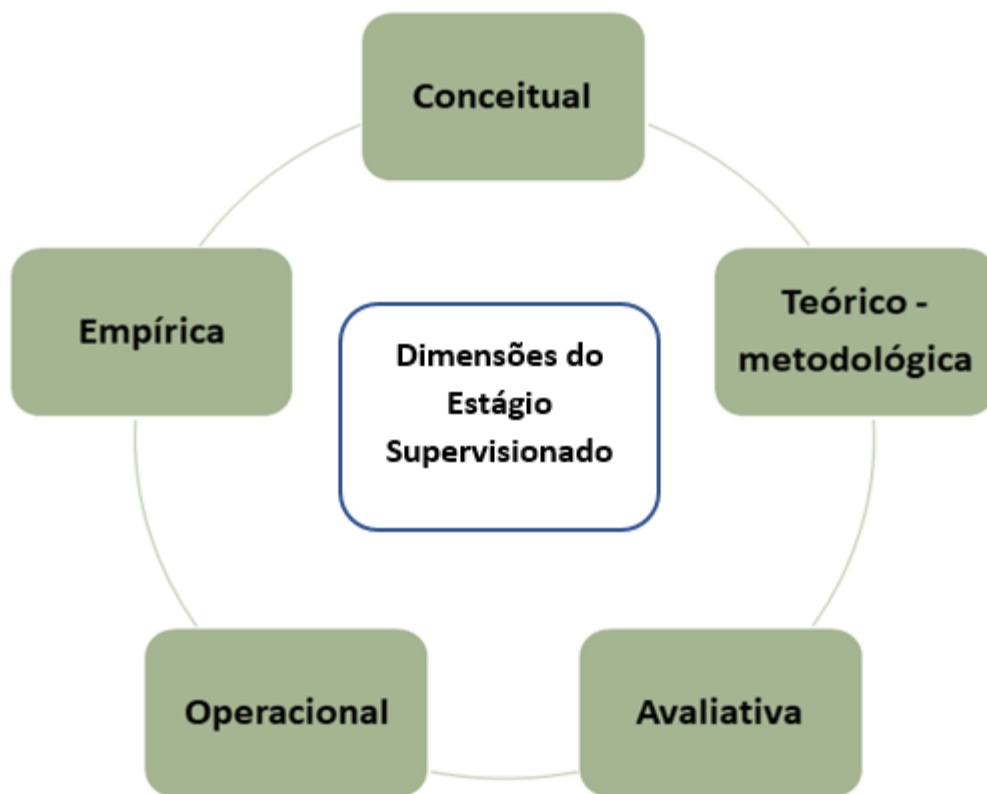 Conceitual
Teórico -
metodológica
Empírica
Dimensões do
Estágio
Supervisionado
Operacional
Avaliativa